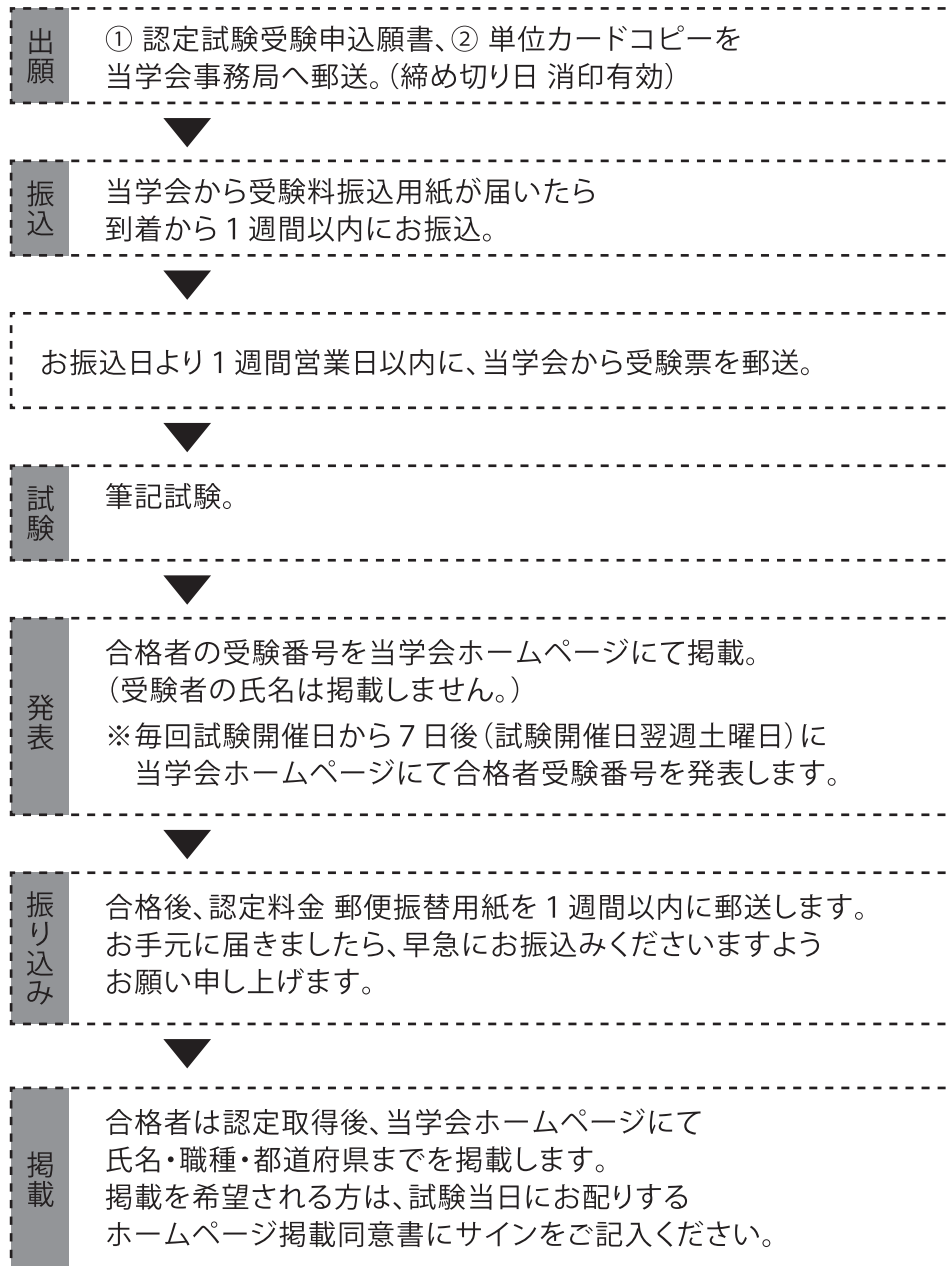 出願
① 認定試験受験申込願書、② 単位カードコピーを
当学会事務局へ郵送。（締め切り日 消印有効）
振込
当学会から受験料振込用紙が届いたら
到着から１週間以内にお振込。
お振込日より１週間営業日以内に、当学会から受験票を郵送。
試験
筆記試験。
発表
合格者の受験番号を当学会ホームページにて掲載。
（受験者の氏名は掲載しません。）
※毎回試験開催日から７日後（試験開催日翌週土曜日）に
当学会ホームページにて合格者受験番号を発表します。
振り込み
合格後、認定料金 郵便振替用紙を１週間以内に郵送します。
お手元に届きましたら、早急にお振込みくださいますよう
お願い申し上げます。
掲載
合格者は認定取得後、当学会ホームページにて
氏名・職種・都道府県までを掲載します。
掲載を希望される方は、試験当日にお配りする
ホームページ掲載同意書にサインをご記入ください。